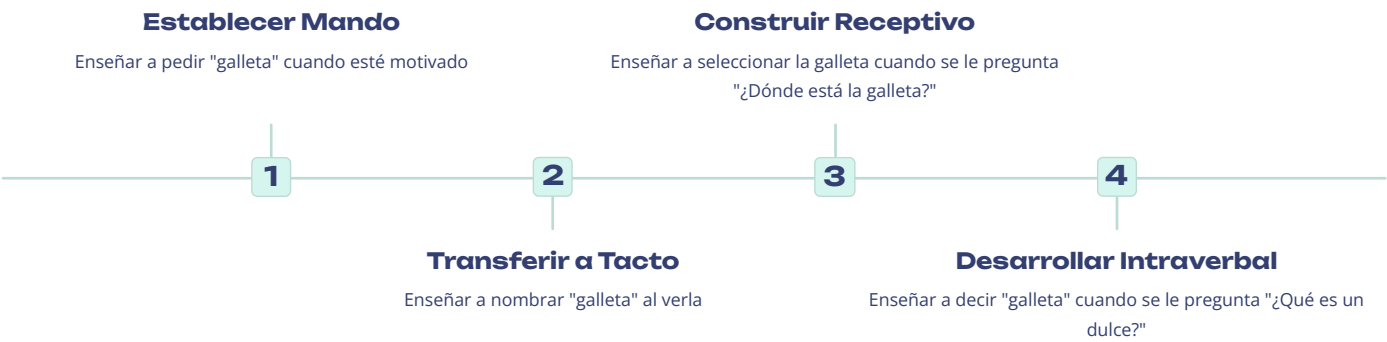 Establecer Mando
Enseñar a pedir "galleta" cuando esté motivado
Construir Receptivo
Enseñar a seleccionar la galleta cuando se le pregunta
"¿Dónde está la galleta?"
1
2
3
4
Transferir a Tacto
Enseñar a nombrar "galleta" al verla
Desarrollar Intraverbal
Enseñar a decir "galleta" cuando se le pregunta "¿Qué es un
dulce?"